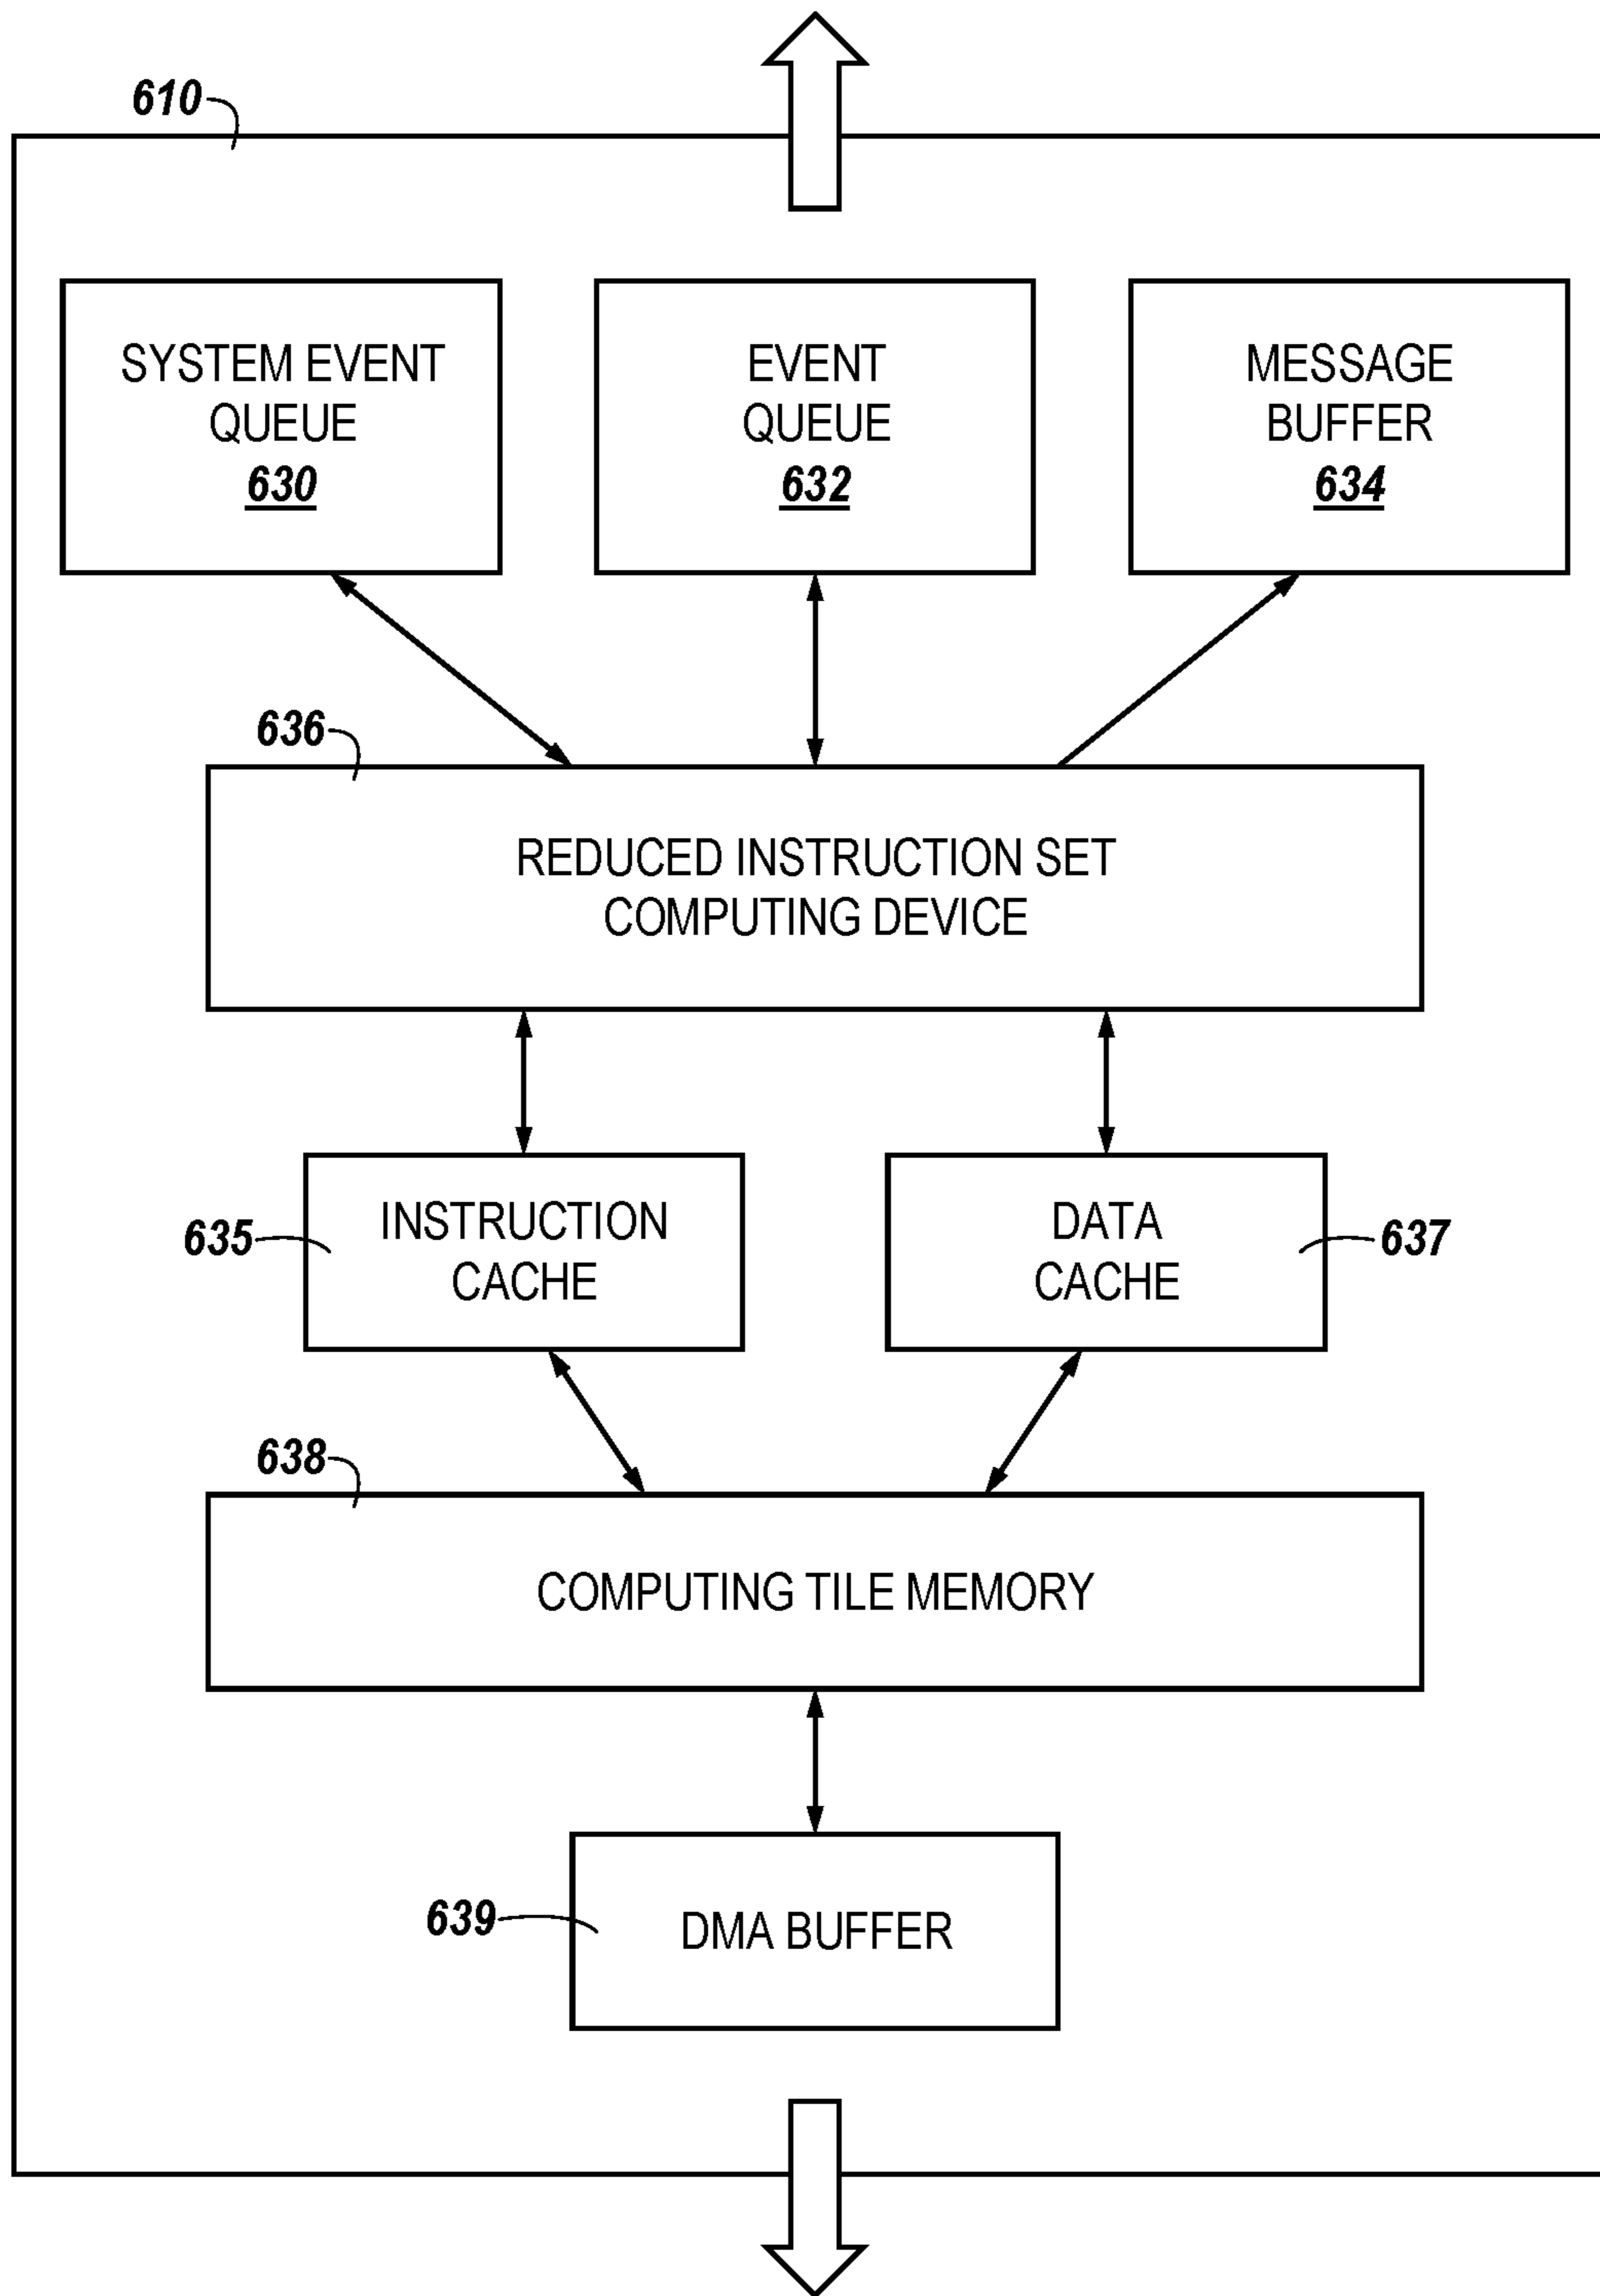 610
SYSTEM EVENT
QUEUE
630
EVENT
QUEUE
632
MESSAGE
BUFFER
634
636
REDUCED INSTRUCTION SET
COMPUTING DEVICE
635
INSTRUCTION
CACHE
DATA
CACHE
637
638
COMPUTING TILE MEMORY
639
DMA BUFFER